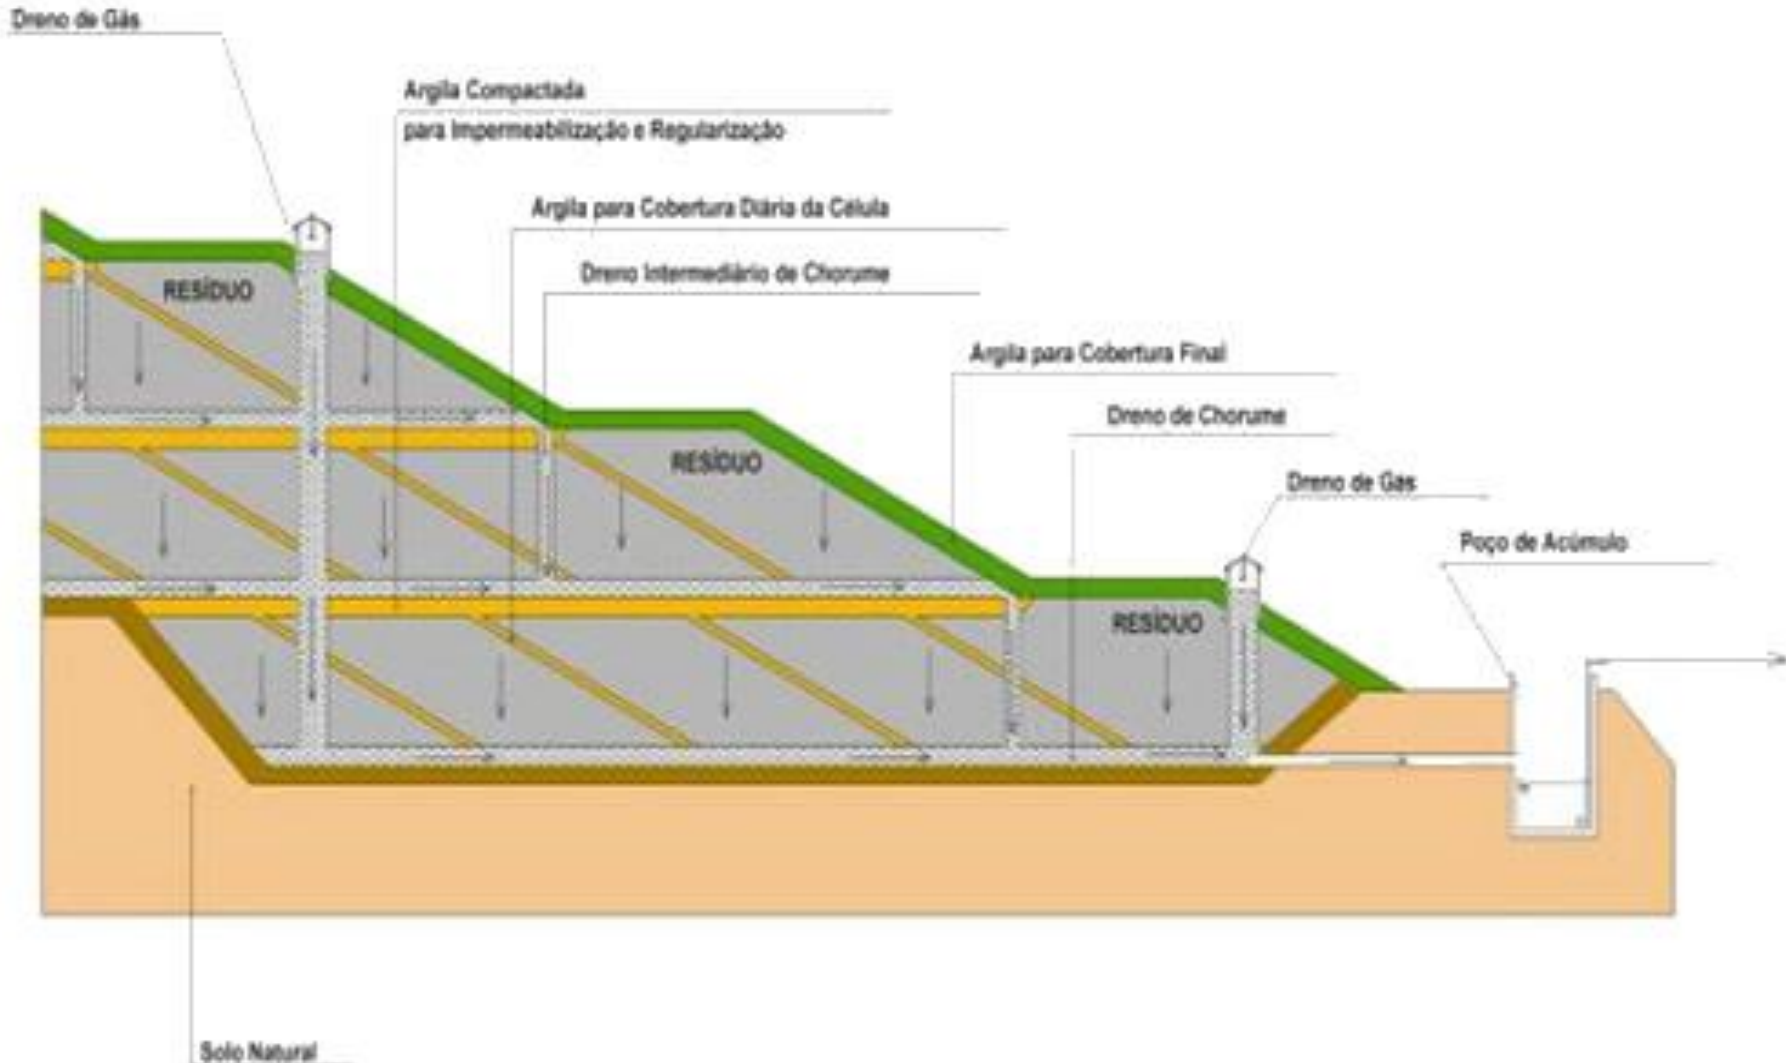 Dreno de Gás
Argila Compactada
para Impermeabilização e Regularização
Argila para Cobertura Diária da Célula
Dreno Intermediário de Chorume
RESÍDUO
Argila para Cobertura Final
Dreno de Chorume
RESÍDUO
Dreno de Gás
Poço de Acúmulo
RESÍDUO
Solo Natural